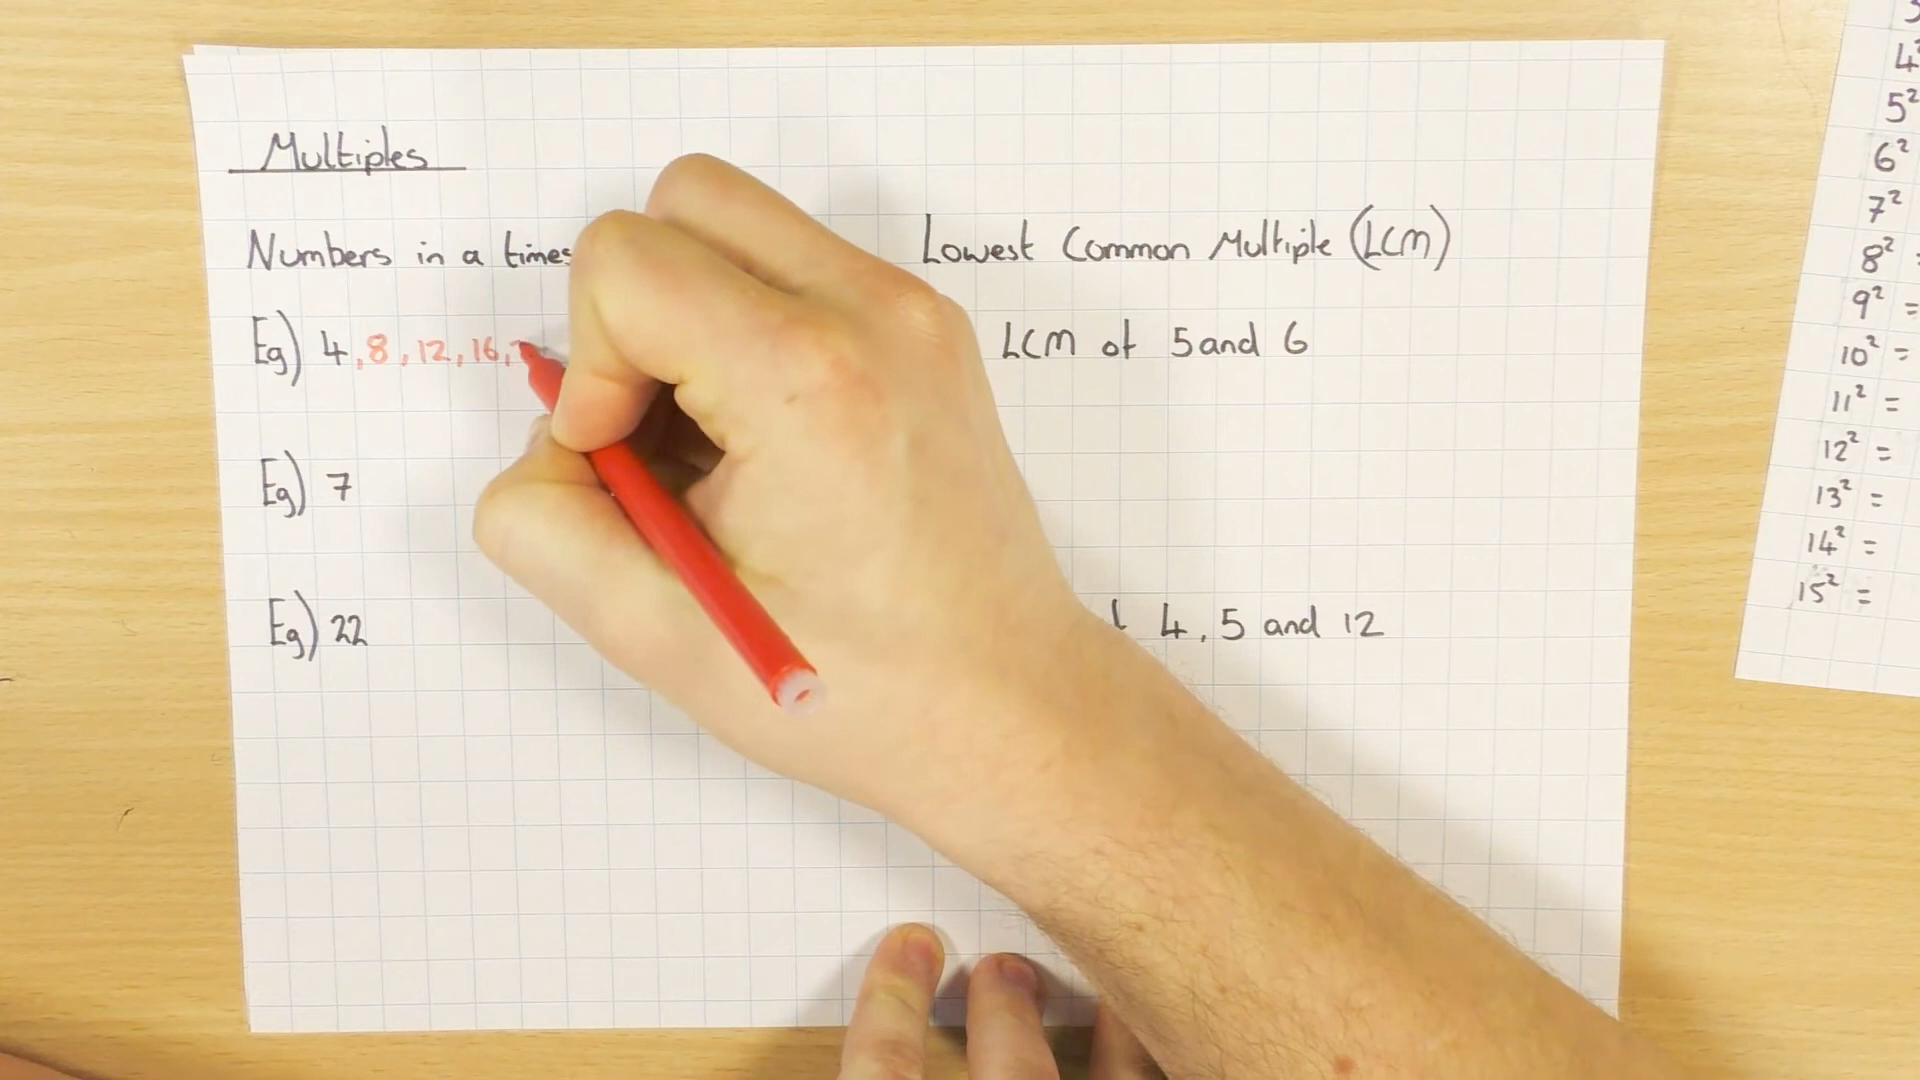 Multiples
Numbers in a times
Eg) 4, 8, 12, 16,
Eg) 7
Eg) 22
Lowest Common Multiple (LCM)
LCM of 5 and 6
4, 5 and 12
4²
5²
6²
7²
8² =
9² =
10² =
11² =
12² =
13² =
14² =
15² =